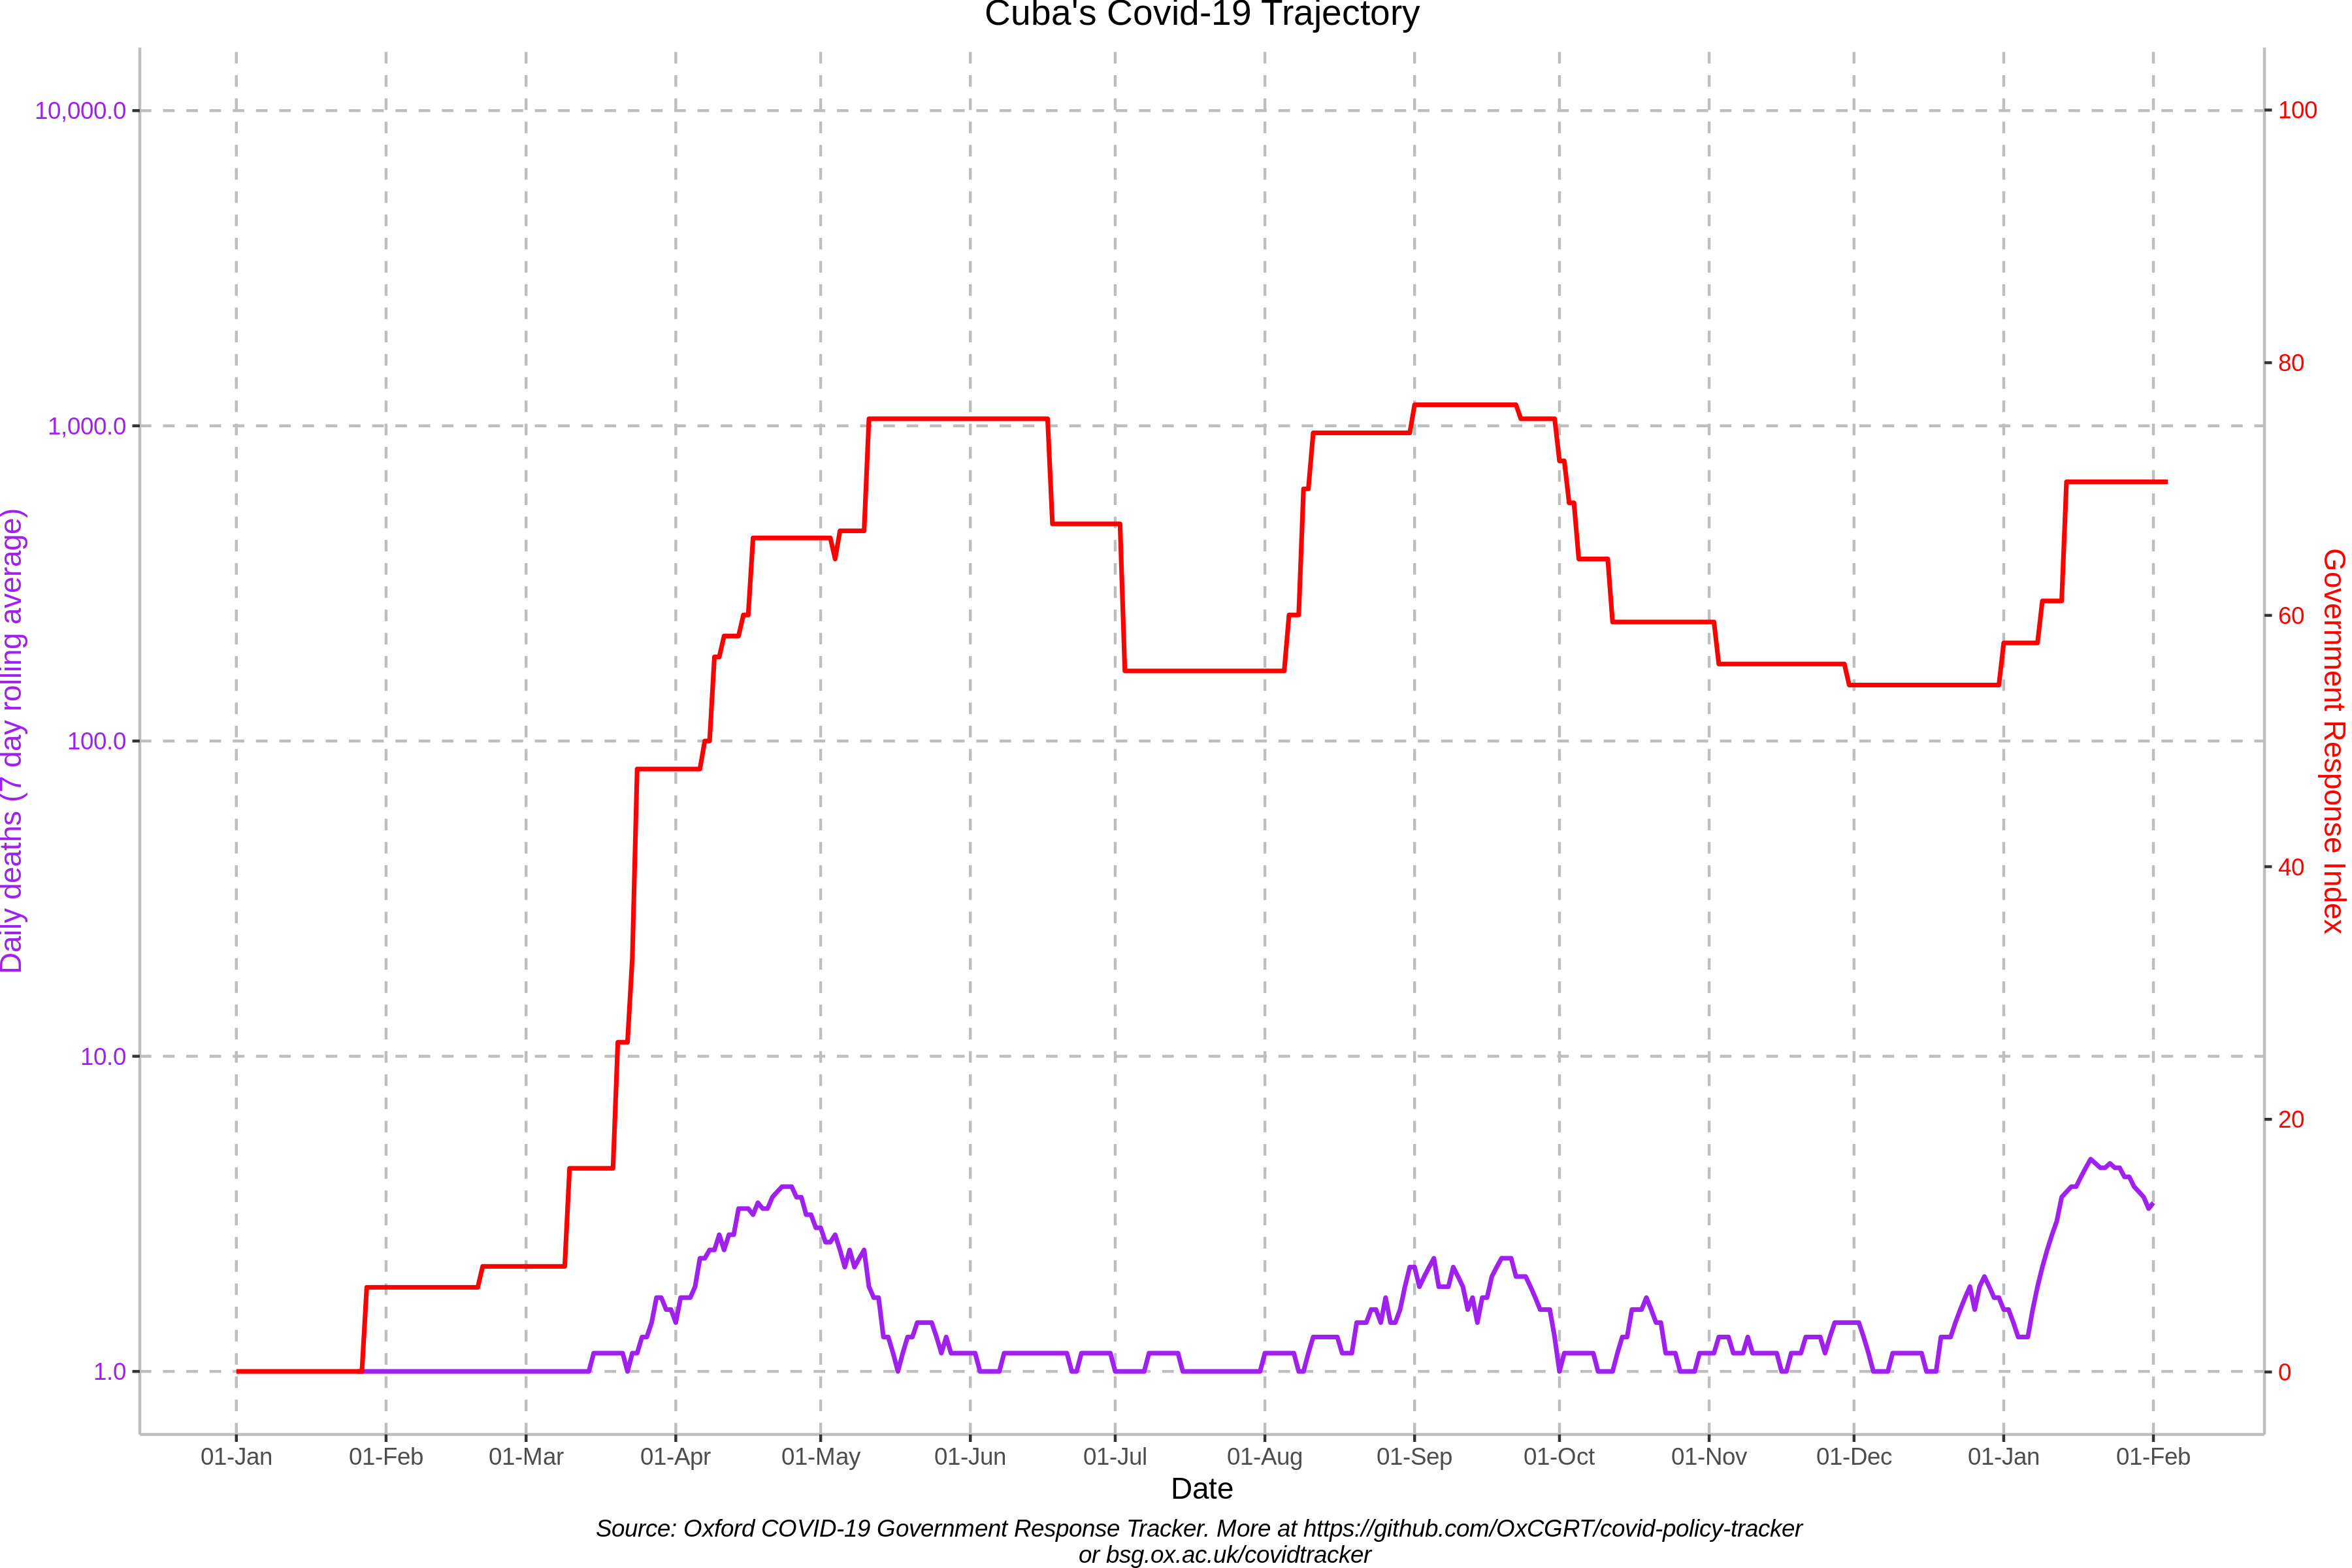 Cuba's Covid-19 Trajectory
Daily deaths (7 day rolling average)
10,000.0
1,000.0
100.0
10.0
1.0
100
80
60
40
20
0
Government Response Index
01-Jan
01-Feb
01-Mar
01-Apr
01-May
01-Jun
01-Jul
01-Aug
01-Sep
01-Oct
01-Nov
01-Dec
01-Jan
01-Feb
Date
Source: Oxford COVID-19 Government Response Tracker. More at https://github.com/OxCGRT/covid-policy-tracker
or bsg.ox.ac.uk/covidtracker